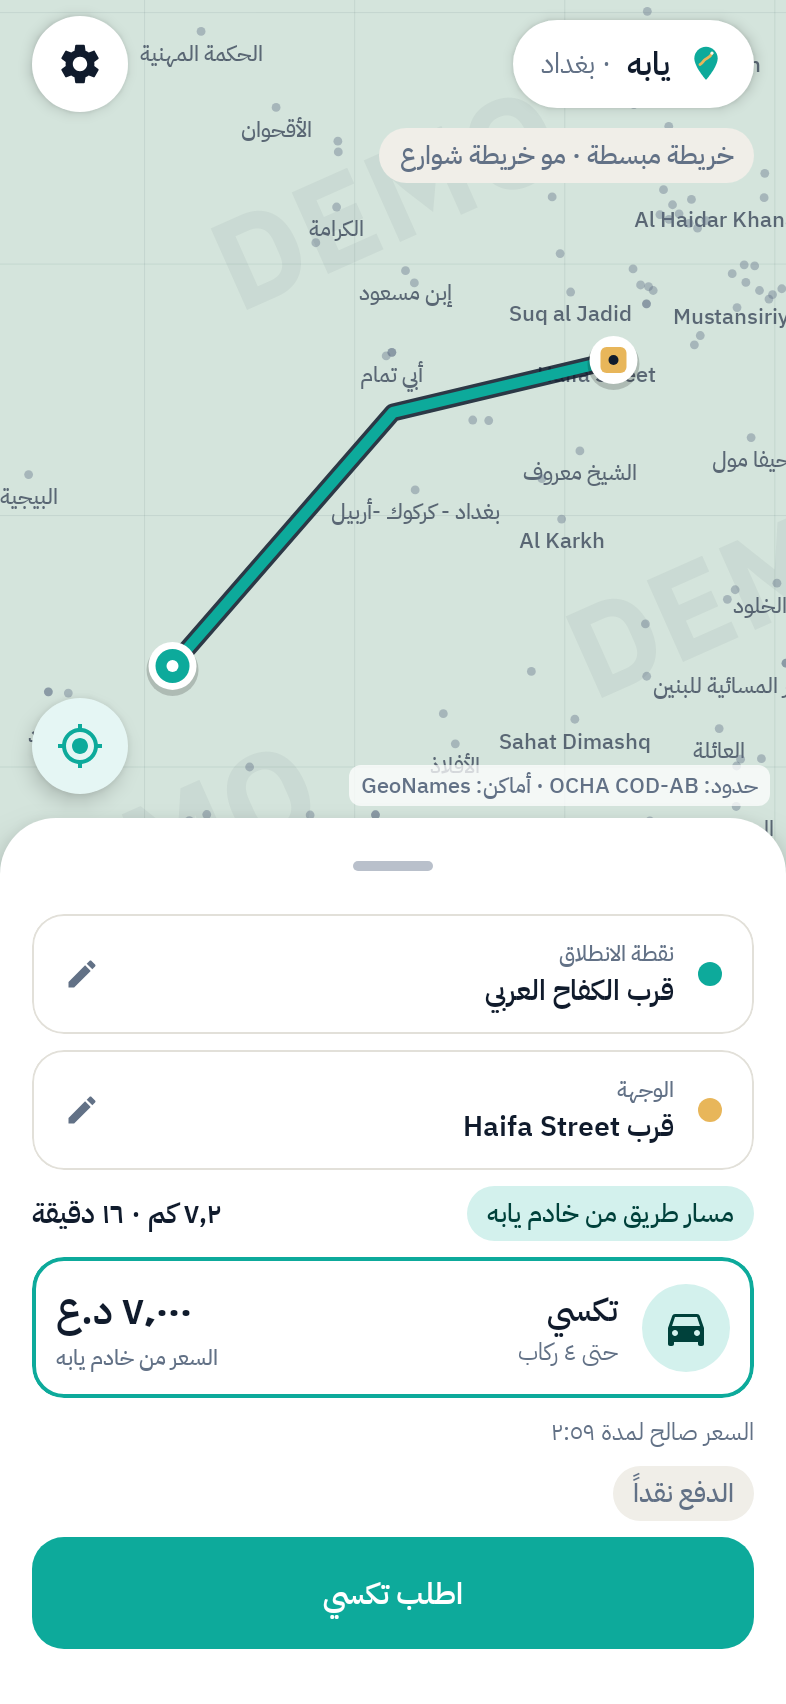 الحكمة المهنية
يابه · بغداد
الأقحوان
خريطة مبسطة · مو خريطة شوارع
DEMO
الكرامة
Al Haidar Khan
إبن مسعود
Suq al Jadid
Mustansiriy
أبي تمام
حيفا مول
الشيخ معروف
البيجية
بغداد - كركوك -أربيل
Al Karkh
DEM
الخلود
المسائية للبنين
Sahat Dimashq
العائلة
الأفلاذ
حدود: OCHA COD-AB · أماكن: GeoNames
MO
نقطة الانطلاق
قرب الكفاح العربي
الوجهة
قرب Haifa Street
مسار طريق من خادم يابه
٧,٢ كم · ١٦ دقيقة
تكسي
٧,٠٠٠ د.ع
حتى ٤ ركاب
السعر من خادم يابه
السعر صالح لمدة ٢:٥٩
الدفع نقداً
اطلب تكسي